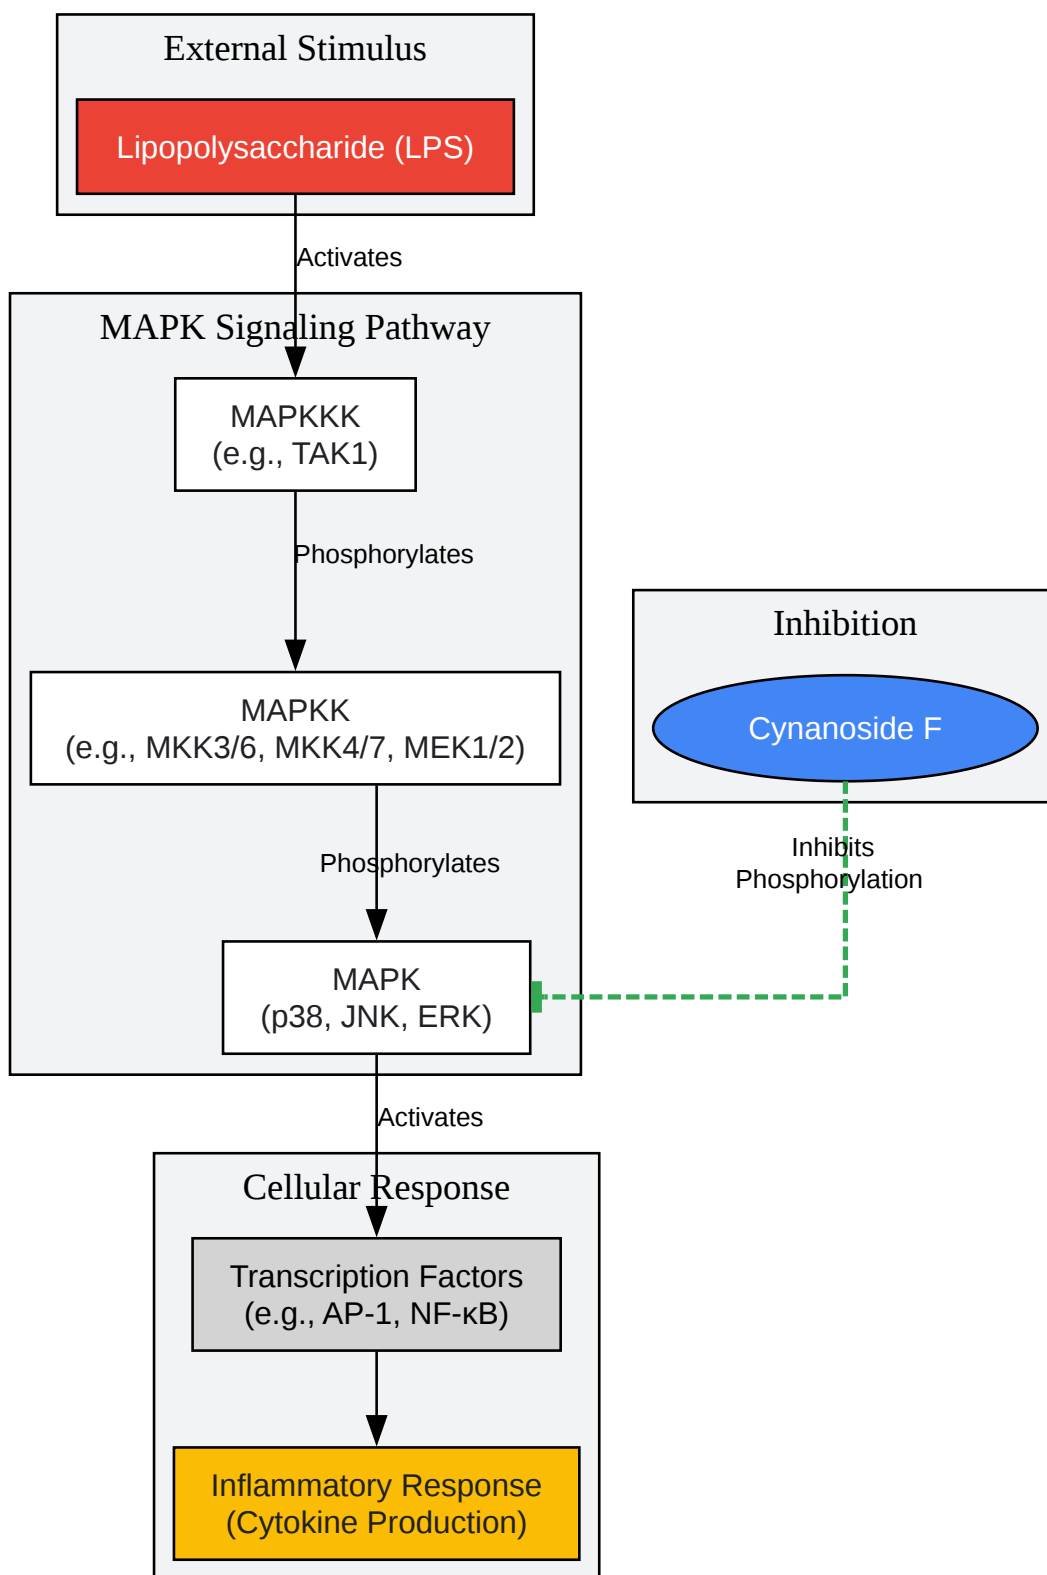 External Stimulus
Lipopolysaccharide (LPS)
Activates
MAPK Signaling Pathway
MAPKKK
(e.g., TAK1)
Phosphorylates
MAPKK
(e.g., MKK3/6, MKK4/7, MEK1/2)
Inhibition
Cynanoside F
Phosphorylates
Inhibits
Phosphorylation
MAPK
(p38, JNK, ERK)
Activates
Cellular Response
Transcription Factors
(e.g., AP-1, NF-κB)
Inflammatory Response
(Cytokine Production)